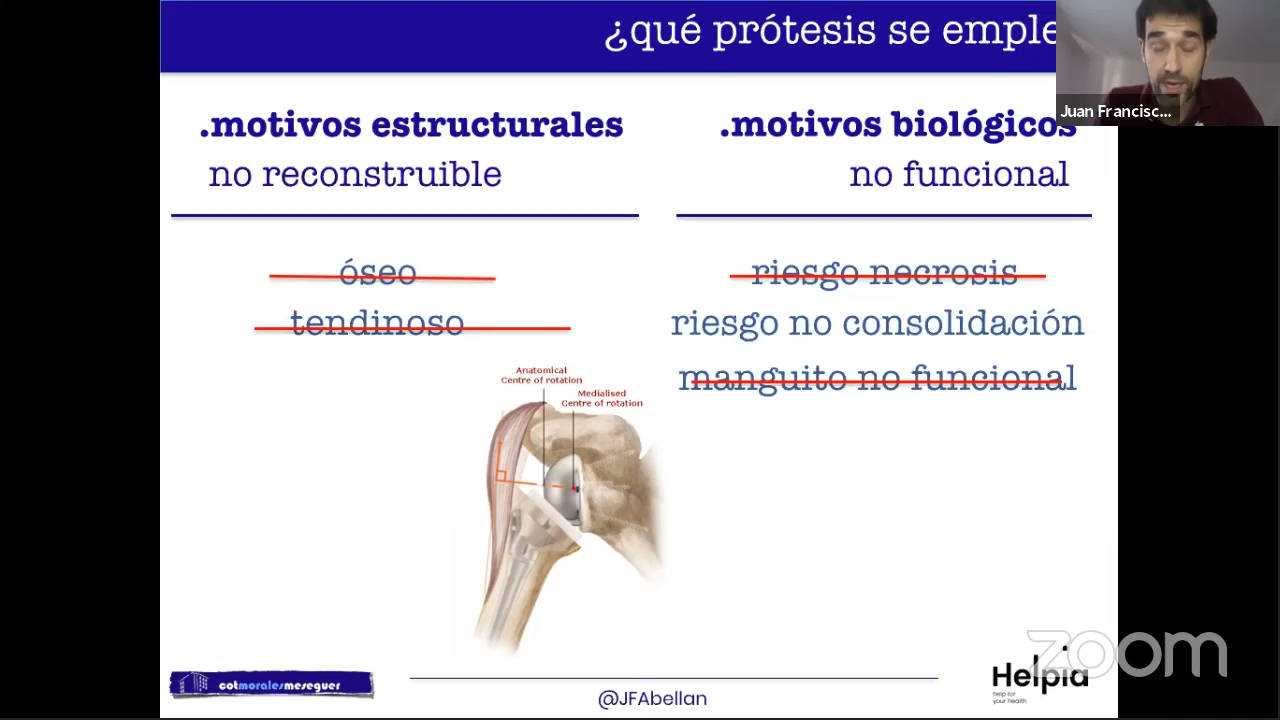 ¿qué prótesis se emple
Juan Francisc...
.motivos estructurales
no reconstruible
óseo
tendinoso
.motivos biológicos
no funcional
riesgo necrosis
riesgo no consolidación
manguito no funcional
Anatomical
Centre of rotation
Medialised
Centre of rotation
cotmoralesmeseguer
@JFAbellan
Helpia
help for
your health
zoom